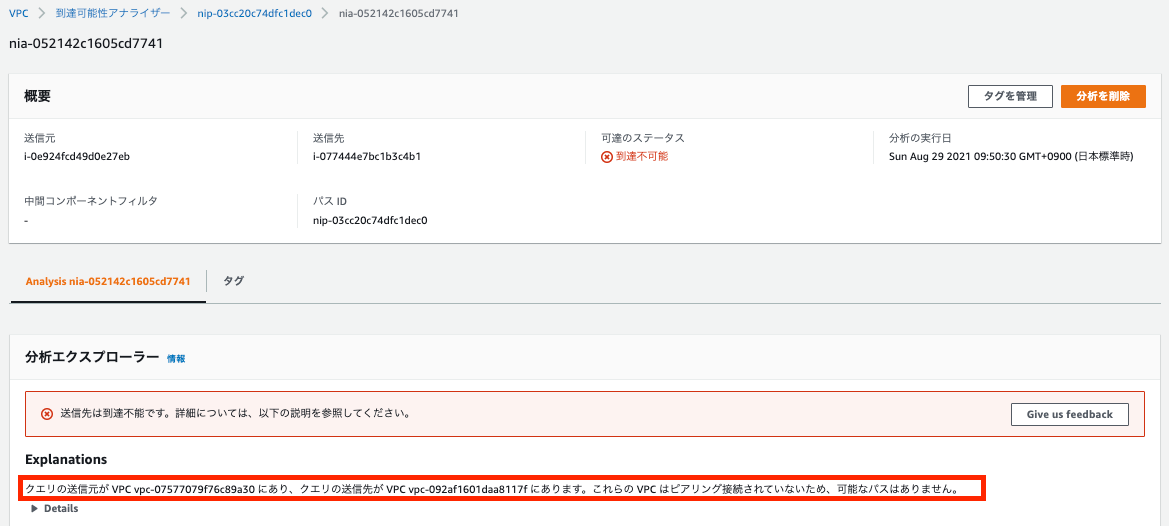 VPC > 到達可能性アナライザー > nip-03cc20c74dfc1dec0 > nia-052142c1605cd7741
nia-052142c1605cd7741
概要
タグを管理
分析を削除
送信元
i-0e924fcd49d0e27eb
送信先
i-077444e7bc1b3c4b1
可達のステータス
到達不可能
分析の実行日
Sun Aug 29 2021 09:50:30 GMT+0900 (日本標準時)
中間コンポーネントフィルタ
-
パス ID
nip-03cc20c74dfc1dec0
Analysis nia-052142c1605cd7741
タグ
分析エクスプローラー 情報
送信先は到達不能です。詳細については、以下の説明を参照してください。
Give us feedback
Explanations
クエリの送信元が VPC vpc-07577079f76c89a30 にあり、クエリの送信先が VPC vpc-092af1601daa8117f にあります。これらの VPC はピアリング接続されていないため、可能なパスはありません。
Details